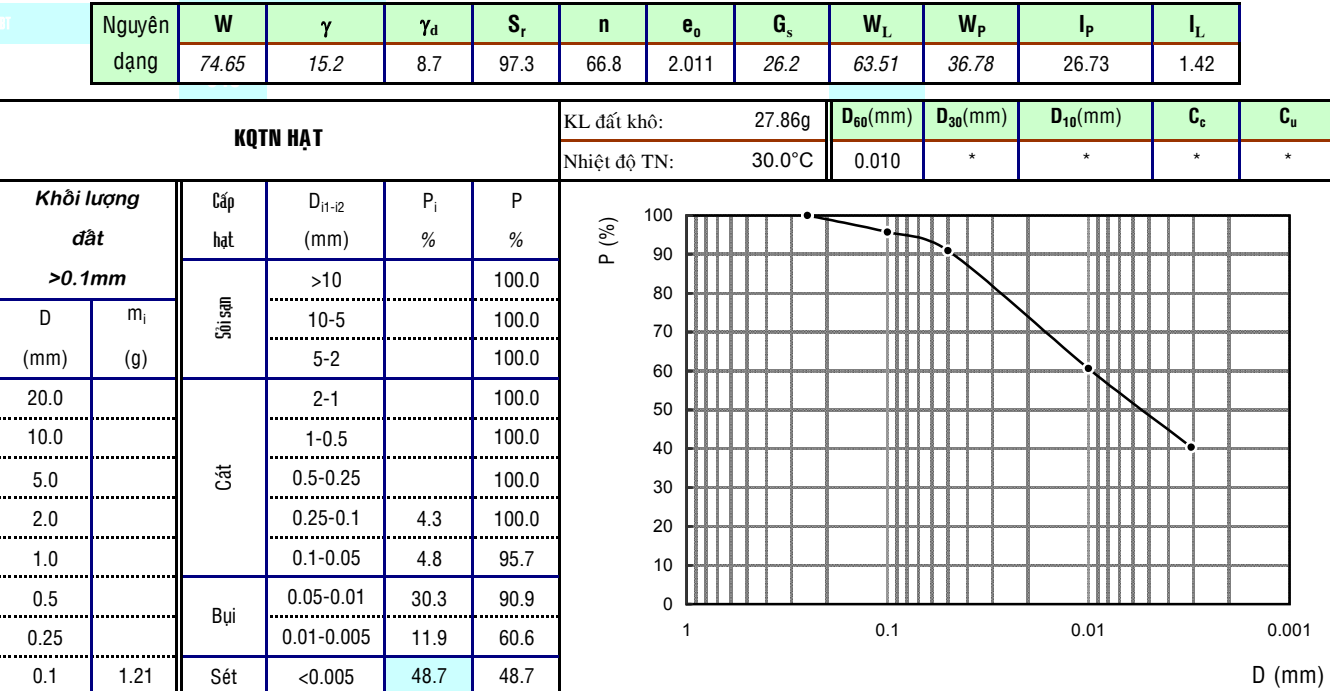 Nguyên dạng W γ γd Sr n eo Gs WL WP IP IL
74.65 15.2 8.7 97.3 66.8 2.011 26.2 63.51 36.78 26.73 1.42
KQTN HẠT
KL đất khô: 27.86g D60(mm) D30(mm) D10(mm) Cc Cu
Nhiệt độ TN: 30.0°C 0.010 * * * *
Khối lượng Cấp Di1-i2 Pi P
đất hạt (mm) % %
>0.1mm Sỏi sạn >10 100.0
D mi 10-5 100.0
(mm) (g) 5-2 100.0
20.0 2-1 100.0
10.0 1-0.5 100.0
5.0 Cát 0.5-0.25 100.0
2.0 0.25-0.1 4.3 100.0
1.0 0.1-0.05 4.8 95.7
0.5 Bụi 0.05-0.01 30.3 90.9
0.25 0.01-0.005 11.9 60.6
0.1 1.21 Sét <0.005 48.7 48.7
P (%)
100
90
80
70
60
50
40
30
20
10
0
1 0.1 0.01 0.001
D (mm)